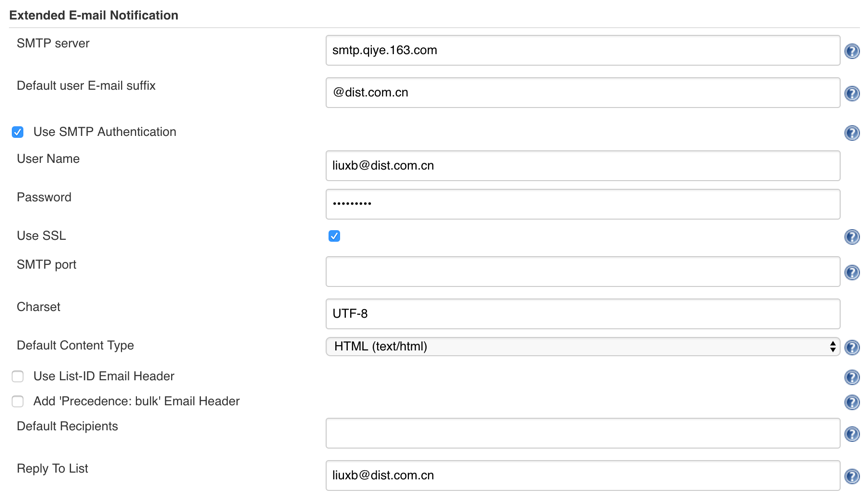 Extended E-mail Notification
SMTP server
smtp.qiye.163.com
Default user E-mail suffix
@dist.com.cn
Use SMTP Authentication
User Name
liuxb@dist.com.cn
Password
•••••••••
Use SSL
SMTP port
Charset
UTF-8
Default Content Type
HTML (text/html)
Use List-ID Email Header
Add 'Precedence: bulk' Email Header
Default Recipients
Reply To List
liuxb@dist.com.cn